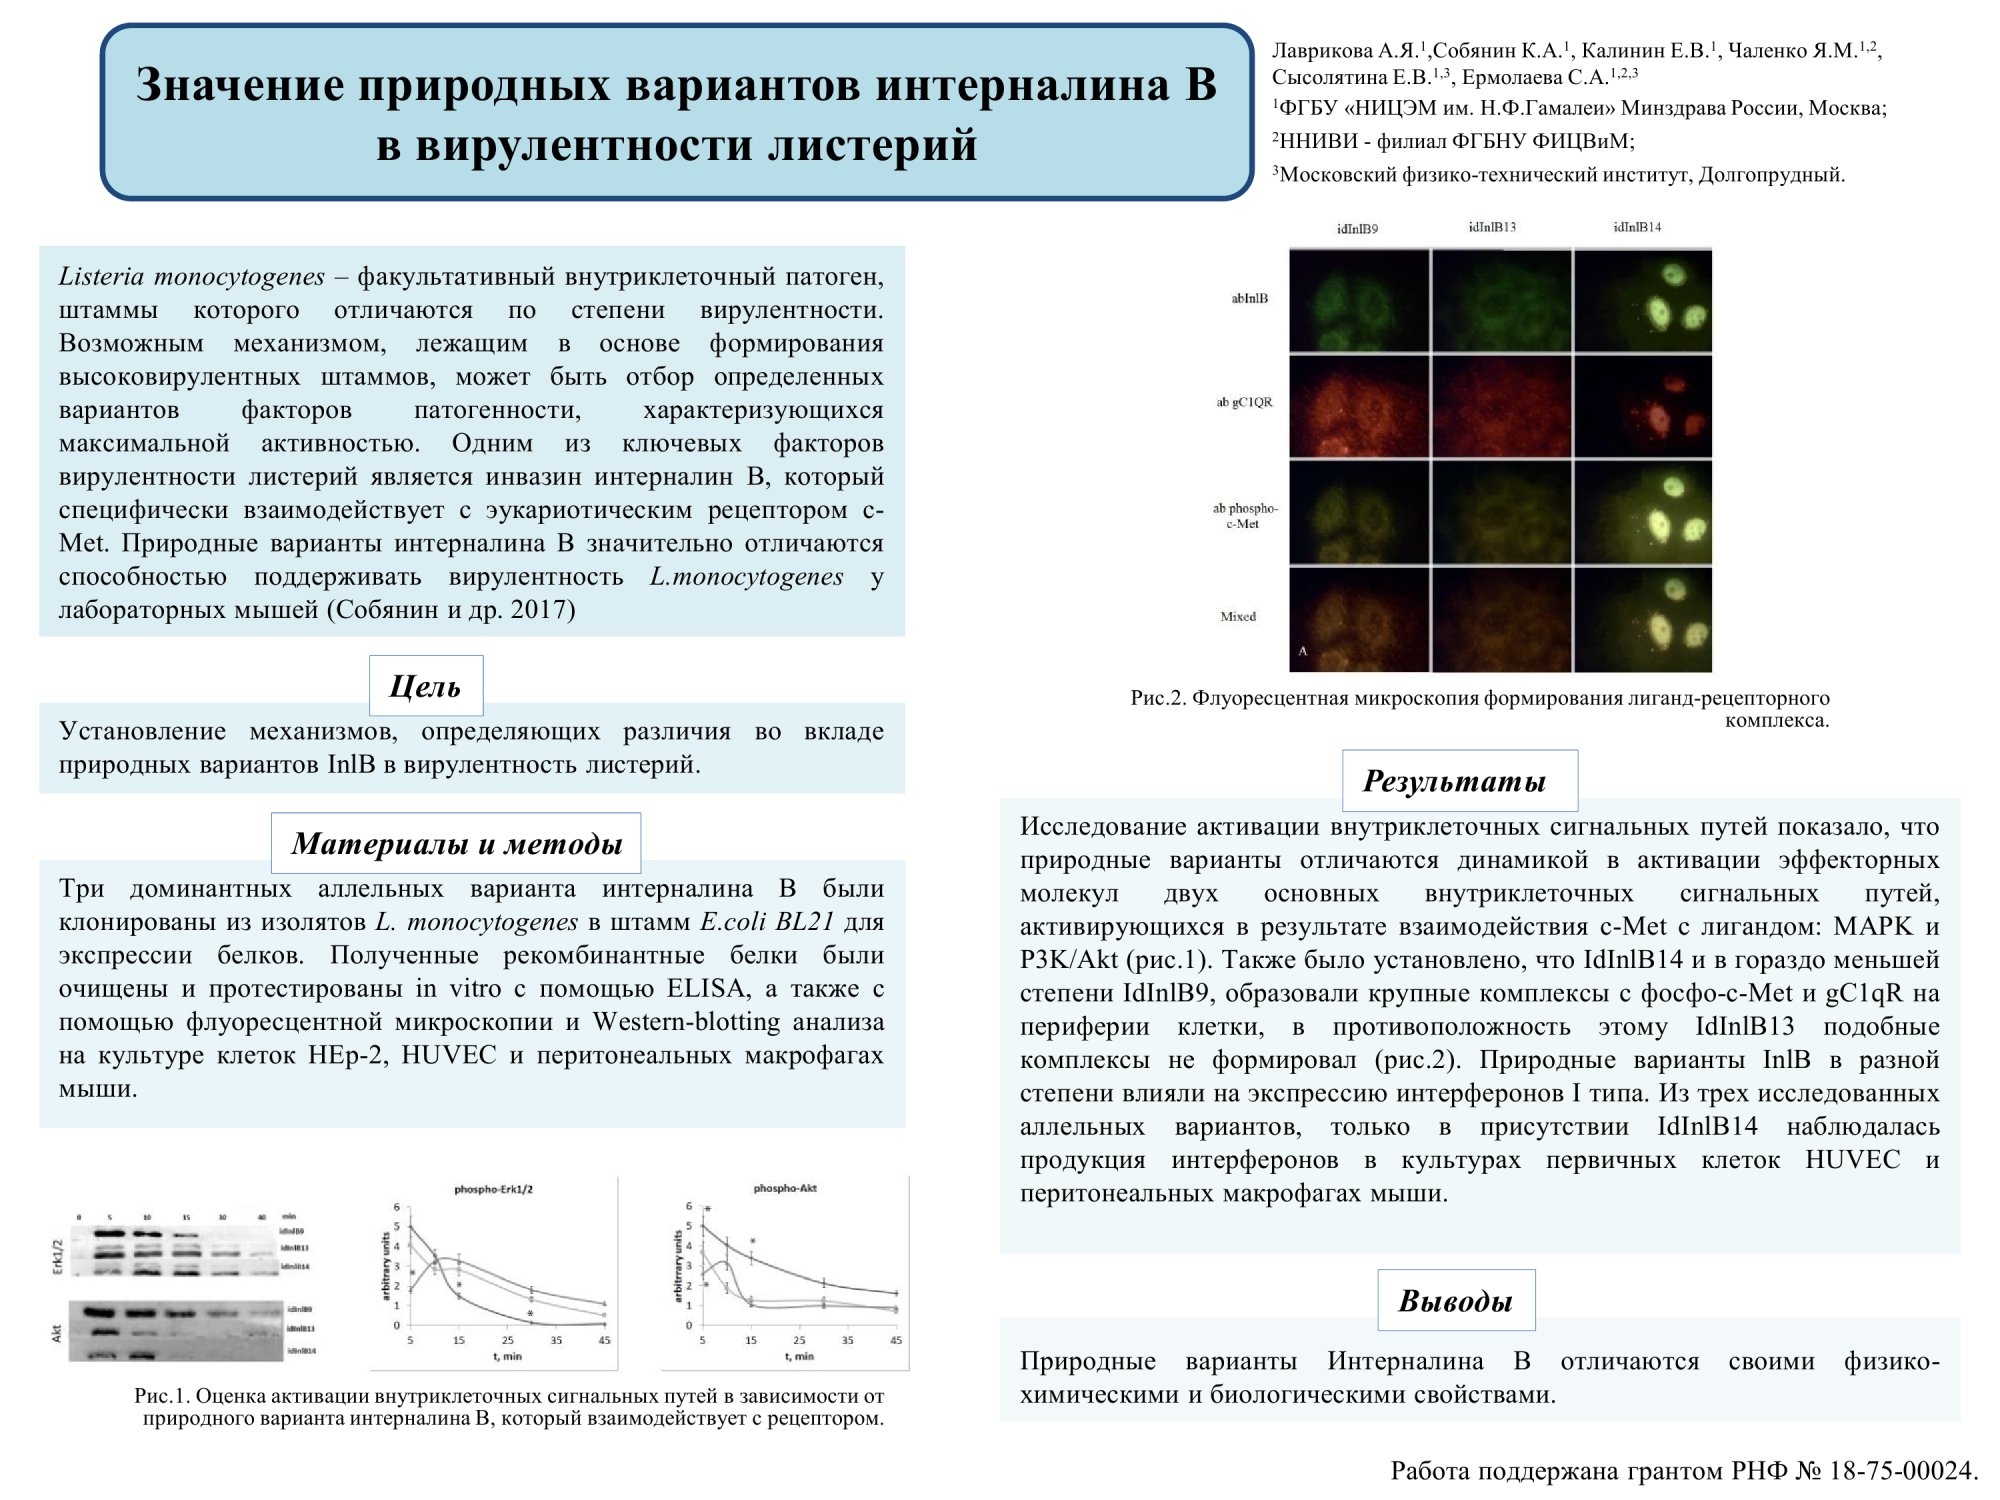 Значение природных вариантов интерналина В
в вирулентности листерий
Лаврикова А.Я.¹,Собянин К.А.¹, Калинин Е.В.¹, Чаленко Я.М.¹,²,
Сысолятина Е.В.¹,³, Ермолаева С.А.¹,²,³
¹ФГБУ «НИЦЭМ им. Н.Ф.Гамалеи» Минздрава России, Москва;
²ННИВИ - филиал ФГБНУ ФИЦВиМ;
³Московский физико-технический институт, Долгопрудный.
Listeria monocytogenes – факультативный внутриклеточный патоген,
штаммы которого отличаются по степени вирулентности.
Возможным механизмом, лежащим в основе формирования
высоковирулентных штаммов, может быть отбор определенных
вариантов факторов патогенности, характеризующихся
максимальной активностью. Одним из ключевых факторов
вирулентности листерий является инвазин интерналин В, который
специфически взаимодействует с эукариотическим рецептором c-
Met. Природные варианты интерналина В значительно отличаются
способностью поддерживать вирулентность L.monocytogenes у
лабораторных мышей (Собянин и др. 2017)
Цель
Установление механизмов, определяющих различия во вкладе
природных вариантов InlB в вирулентность листерий.
Материалы и методы
Три доминантных аллельных варианта интерналина В были
клонированы из изолятов L. monocytogenes в штамм E.coli BL21 для
экспрессии белков. Полученные рекомбинантные белки были
очищены и протестированы in vitro с помощью ELISA, а также с
помощью флуоресцентной микроскопии и Western-blotting анализа
на культуре клеток HEp-2, HUVEC и перитонеальных макрофагах
мыши.
0 5 10 15 30 40 min
Erk1/2
idInlB9
idInlB13
idInlB14
Akt
idInlB9
idInlB13
idInlB14
phospho-Erk1/2
arbitrary units
6
5
4
3
2
1
0
5 15 25 35 45
t, min
phospho-Akt
arbitrrary units
6
5
4
3
2
1
0
5 15 25 35 45
t, min
Рис.1. Оценка активации внутриклеточных сигнальных путей в зависимости от
природного варианта интерналина В, который взаимодействует с рецептором.
idInlB9 idInlB13 idInlB14
abInlB
ab gC1QR
ab phospho-
c-Met
Mixed
A
Рис.2. Флуоресцентная микроскопия формирования лиганд-рецепторного
комплекса.
Результаты
Исследование активации внутриклеточных сигнальных путей показало, что
природные варианты отличаются динамикой в активации эффекторных
молекул двух основных внутриклеточных сигнальных путей,
активирующихся в результате взаимодействия c-Met с лигандом: MAPK и
P3K/Akt (рис.1). Также было установлено, что IdInlB14 и в гораздо меньшей
степени IdInlB9, образовали крупные комплексы с фосфо-c-Met и gC1qR на
периферии клетки, в противоположность этому IdInlB13 подобные
комплексы не формировал (рис.2). Природные варианты InlB в разной
степени влияли на экспрессию интерферонов I типа. Из трех исследованных
аллельных вариантов, только в присутствии IdInlB14 наблюдалась
продукция интерферонов в культурах первичных клеток HUVEC и
перитонеальных макрофагах мыши.
Выводы
Природные варианты Интерналина В отличаются своими физико-
химическими и биологическими свойствами.
Работа поддержана грантом РНФ № 18-75-00024.